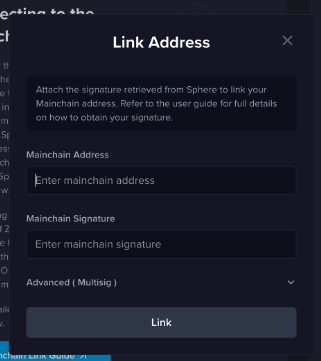 ecting to the
Link Address
Attach the signature retrieved from Sphere to link your
Mainchain address. Refer to the user guide for full details
on how to obtain your signature.
Mainchain Address
Enter mainchain address
Mainchain Signature
Enter mainchain signature
Advanced ( Multisig )
Link
nchain Link Guide